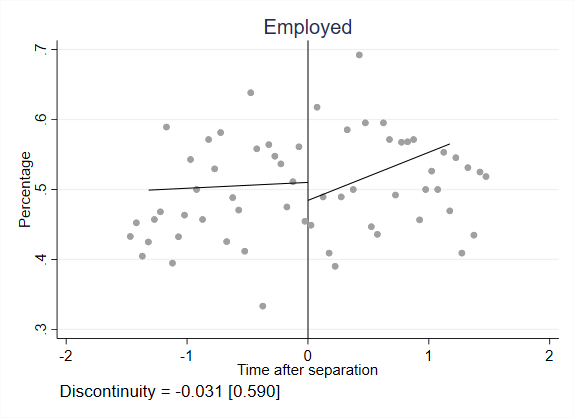 Employed
Percentage
.7
.6
.5
.4
.3
-2 -1 0 1 2
Time after separation
Discontinuity = -0.031 [0.590]